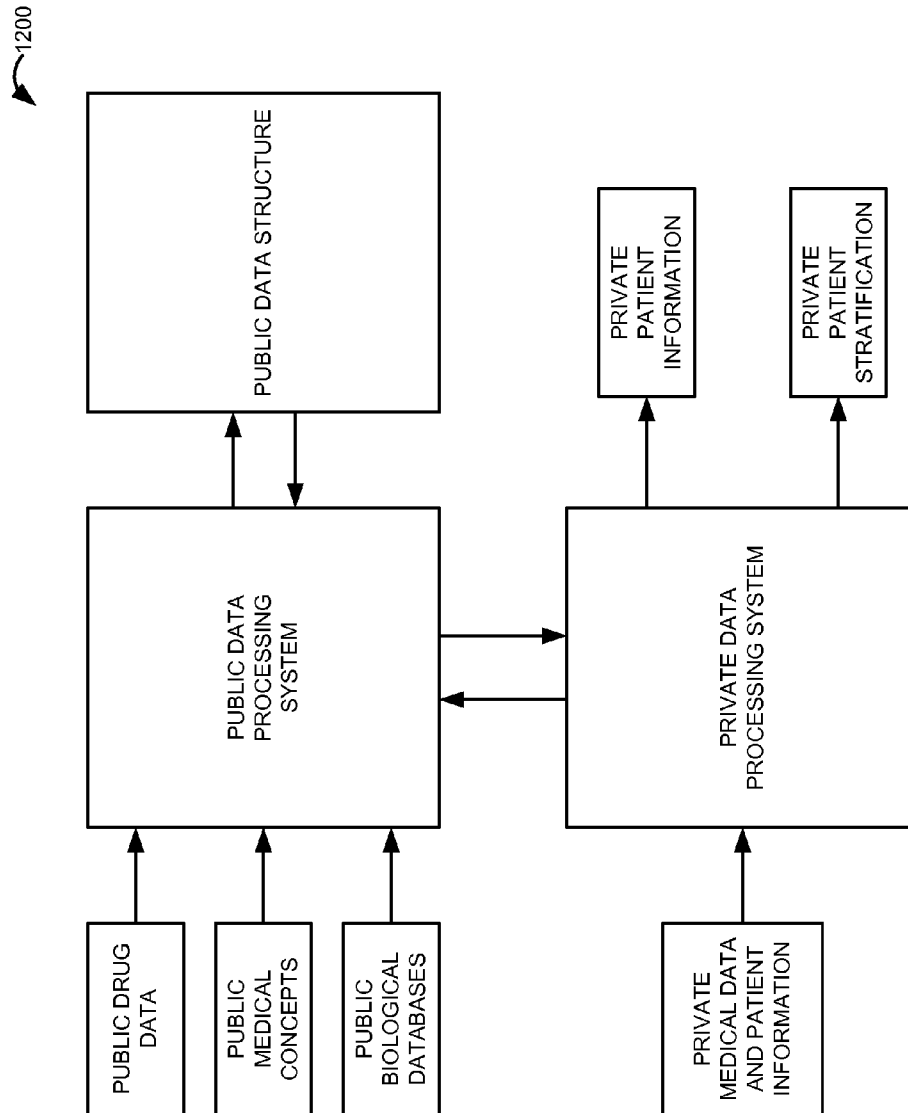 1200
PUBLIC DRUG
DATA
PUBLIC
MEDICAL
CONCEPTS
PUBLIC
BIOLOGICAL
DATABASES
PUBLIC DATA
PROCESSING
SYSTEM
PUBLIC DATA STRUCTURE
PRIVATE
MEDICAL DATA
AND PATIENT
INFORMATION
PRIVATE DATA
PROCESSING SYSTEM
PRIVATE
PATIENT
INFORMATION
PRIVATE
PATIENT
STRATIFICATION